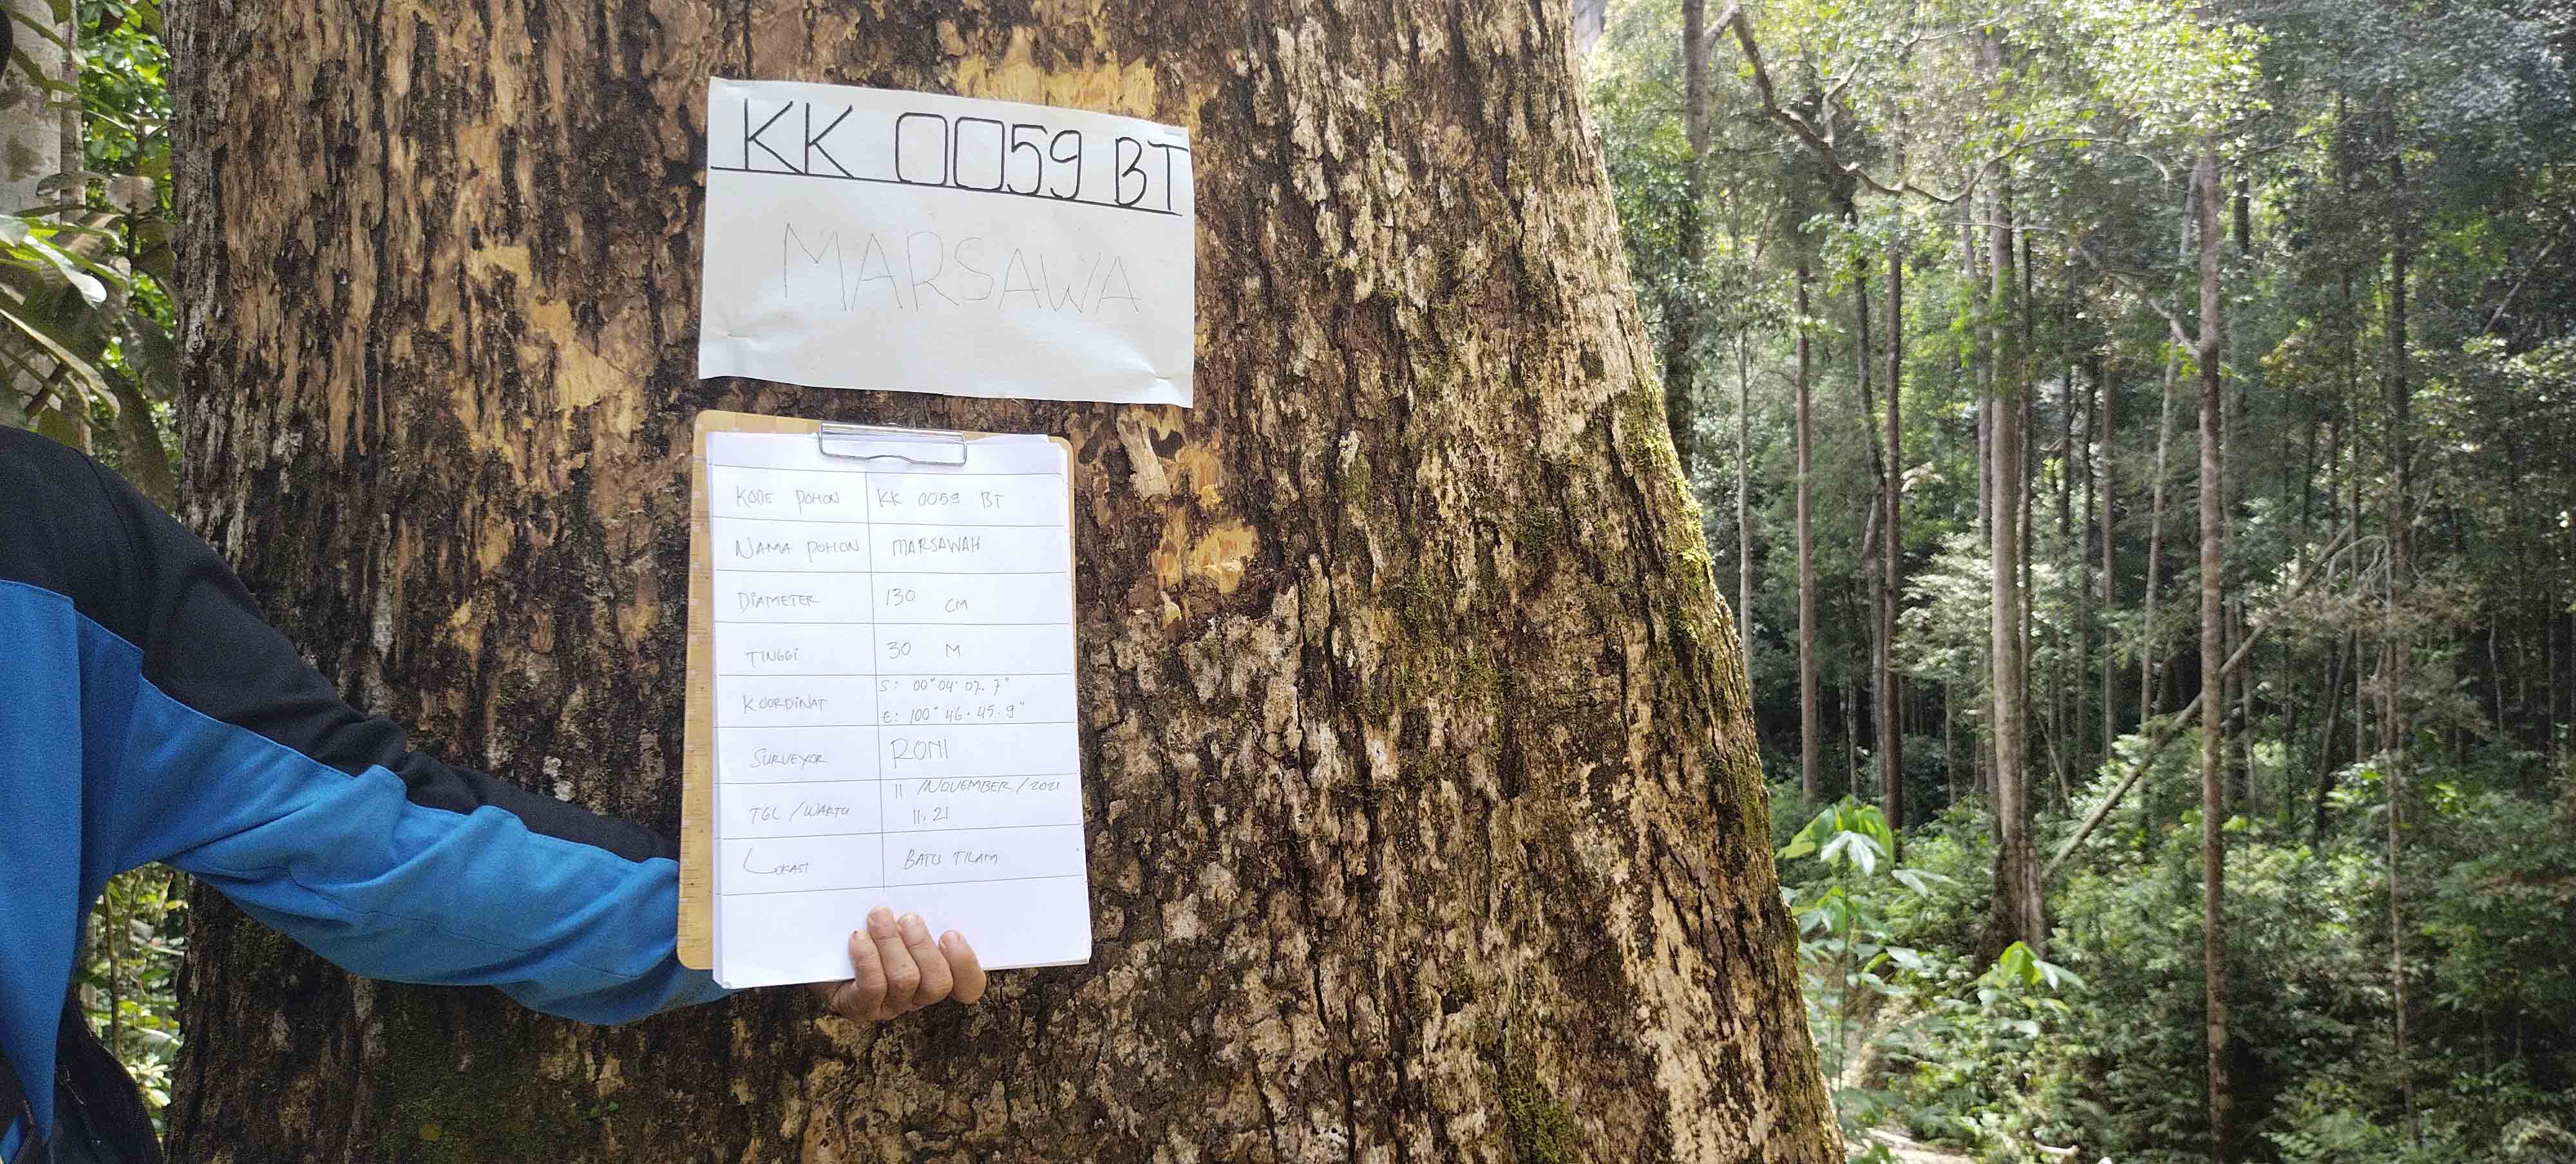 KK 0059 BT
MARSAWA
KODE POHON KK 0059 BT
NAMA POHON MARSAWAH
DIAMETER 130 CM
TINGGI 30 M
KOORDINAT S: 00° 04' 07.7"
E: 100° 46. 45.9"
SURVEYOR RONI
TGL/WAKTU 11/NOVEMBER/2021
11.21
LOKASI BATU TILAM